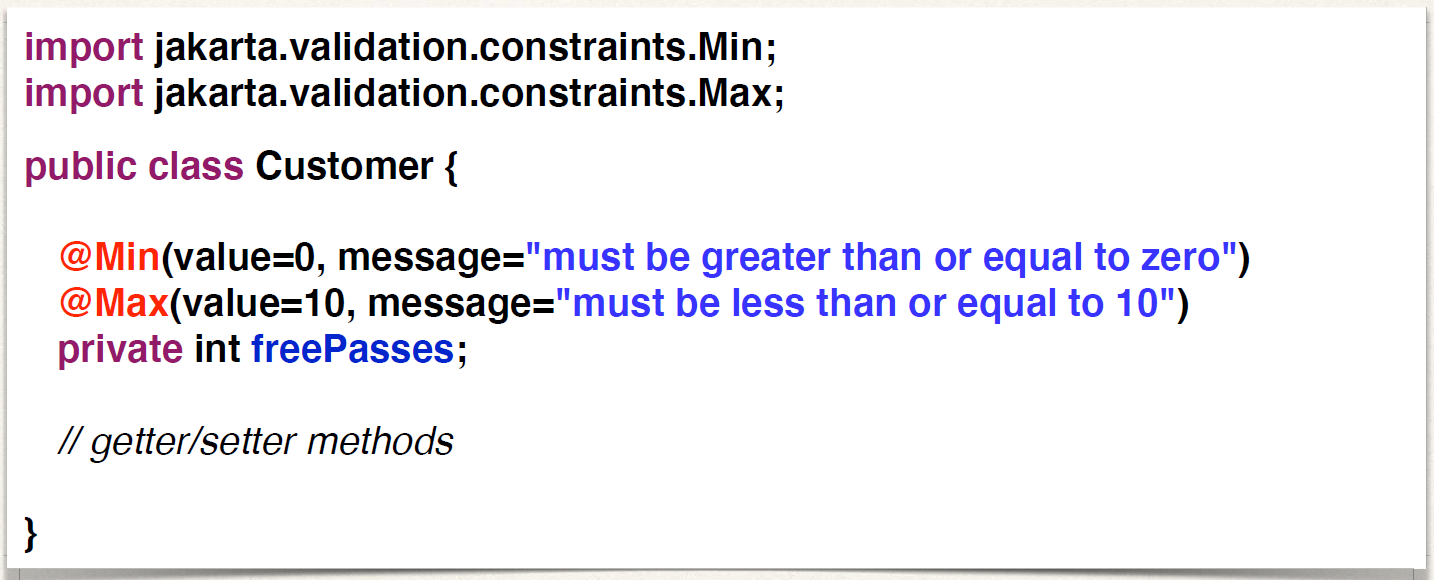 import jakarta.validation.constraints.Min;
import jakarta.validation.constraints.Max;
public class Customer {
@Min(value=0, message="must be greater than or equal to zero")
@Max(value=10, message="must be less than or equal to 10")
private int freePasses;
// getter/setter methods
}